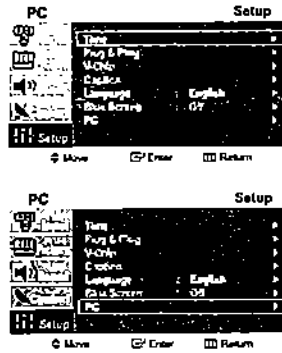 PC Setup
Time
Plug & Play
V-Chip
Caption
Language : English
Blue Screen : Off
PC
Setup
Move Enter Return
PC Setup
Time
Plug & Play
V-Chip
Caption
Language : English
Blue Screen : Off
PC
Setup
Move Enter Return